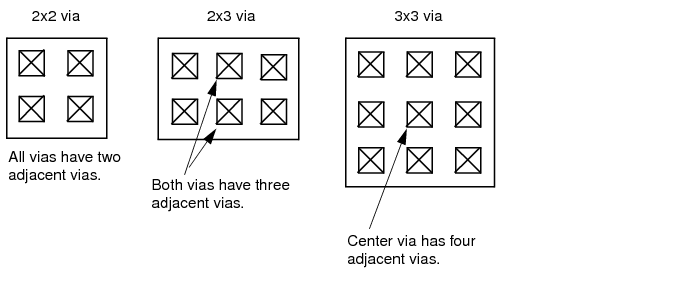 2x2 via
2x3 via
3x3 via
All vias have two
adjacent vias.
Both vias have three
adjacent vias.
Center via has four
adjacent vias.